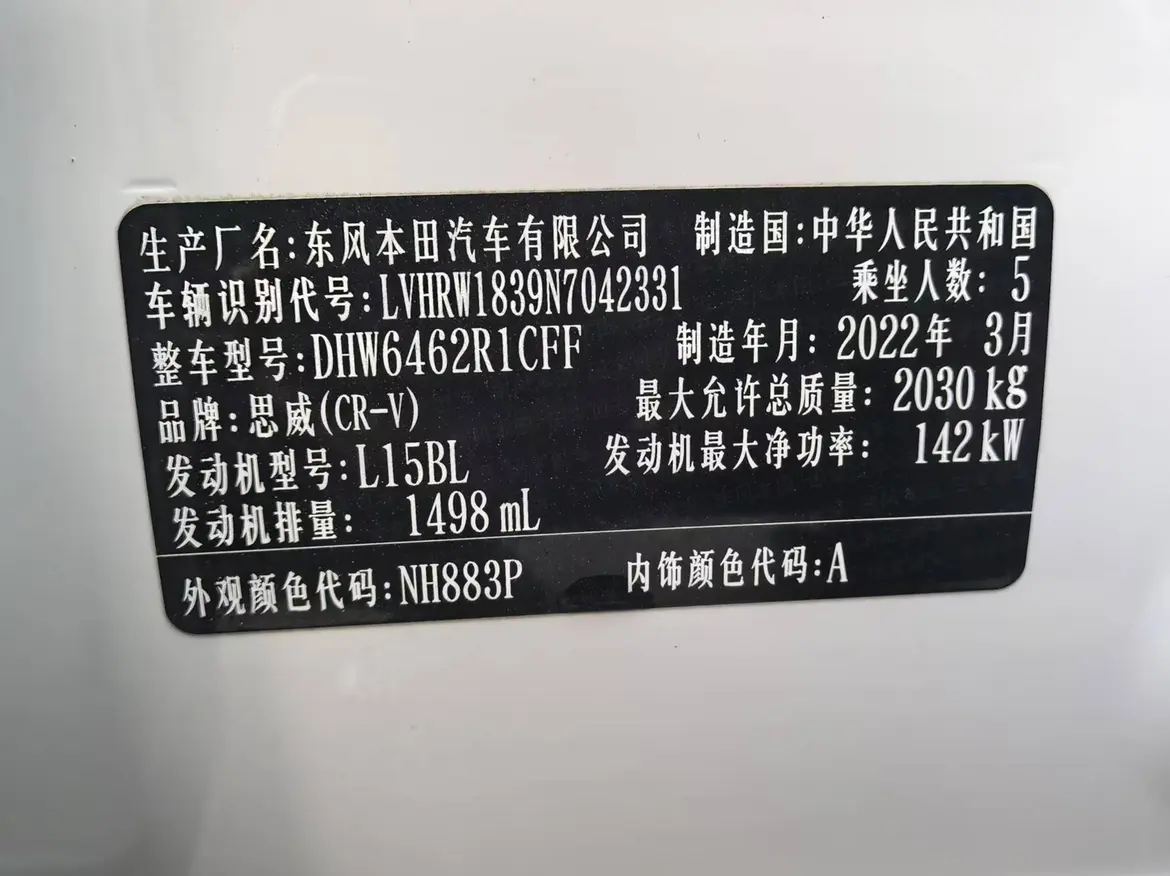 生产厂名:东风本田汽车有限公司 制造国:中华人民共和国
车辆识别代号:LVHRW1839N7042331 乘坐人数: 5
整车型号:DHW6462R1CFF 制造年月: 2022年 3月
品牌:思威(CR-V) 最大允许总质量: 2030 kg
发动机型号:L15BL 发动机最大净功率: 142 kW
发动机排量: 1498 mL
外观颜色代码:NH883P 内饰颜色代码:A